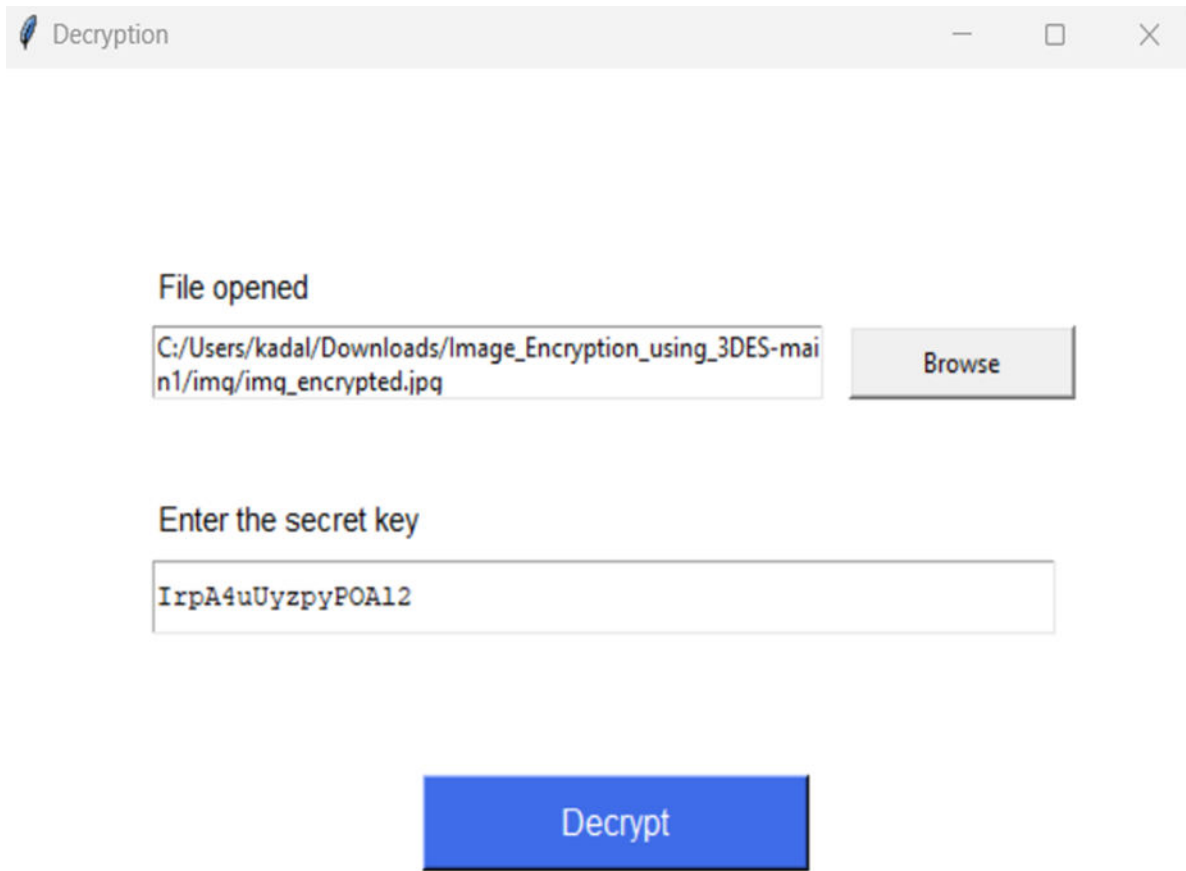 Decryption
File opened
C:/Users/kadal/Downloads/Image_Encryption_using_3DES-mai
n1/img/img_encrypted.jpg
Browse
Enter the secret key
IrpA4uUyzpyPOAl2
Decrypt